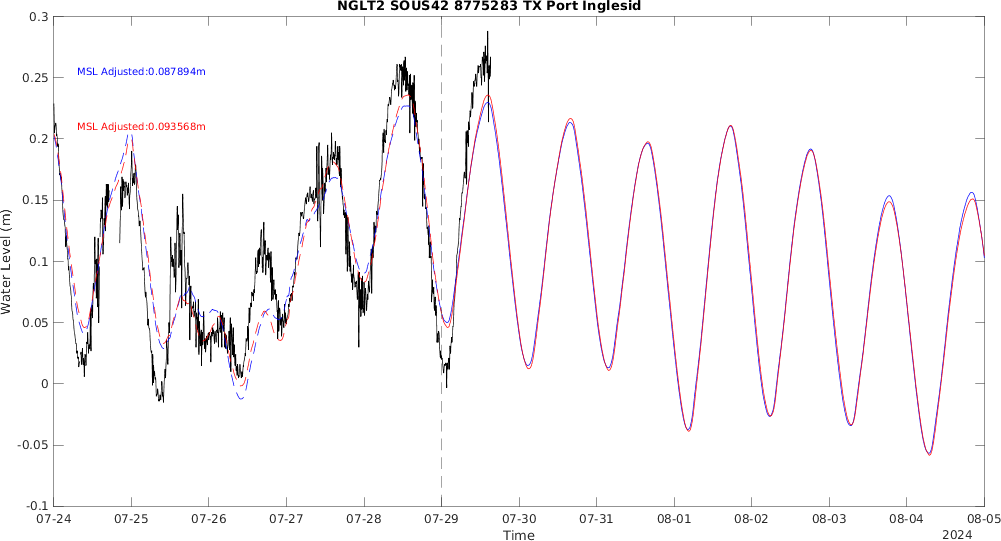 NGLT2 SOUS42 8775283 TX Port Inglesid
0.3
0.25
0.2
0.15
0.1
0.05
0
-0.05
-0.1
Water Level (m)
MSL Adjusted:0.087894m
MSL Adjusted:0.093568m
07-24 07-25 07-26 07-27 07-28 07-29 07-30 07-31 08-01 08-02 08-03 08-04 08-05
Time
2024